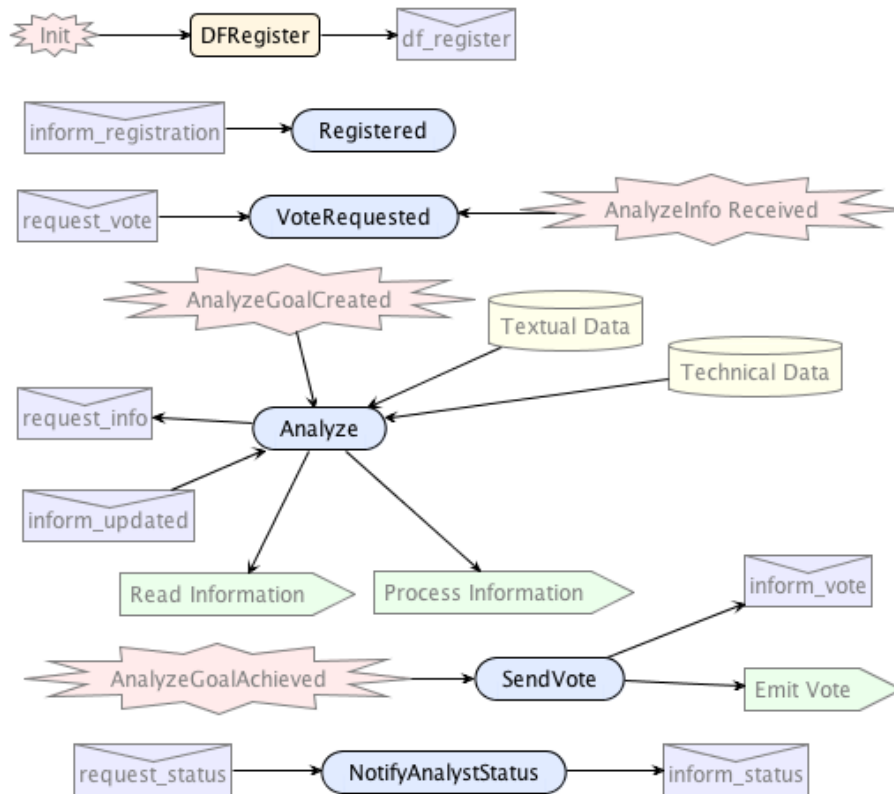 Init
DFRegister
df_register
inform_registration
Registered
request_vote
VoteRequested
AnalyzeInfo Received
AnalyzeGoalCreated
Textual Data
Technical Data
request_info
Analyze
inform_updated
Read Information
Process Information
inform_vote
AnalyzeGoalAchieved
SendVote
Emit Vote
request_status
NotifyAnalystStatus
inform_status